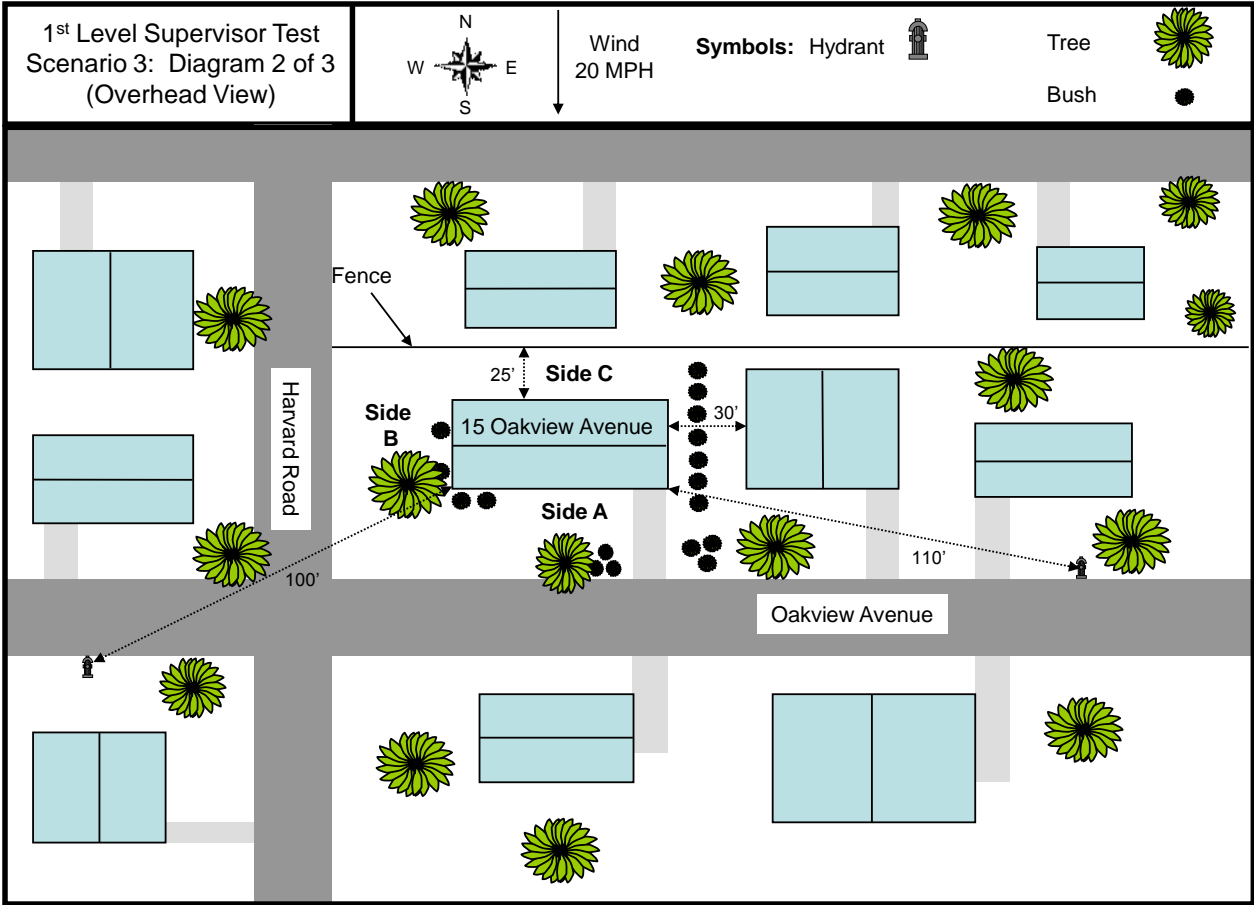 1st Level Supervisor Test
Scenario 3: Diagram 2 of 3
(Overhead View)
N
W E
S
Wind
20 MPH
Symbols: Hydrant
Tree
Bush
Fence
25'
Side C
Side
B
15 Oakview Avenue
30'
Harvard Road
Side A
110'
100'
Oakview Avenue